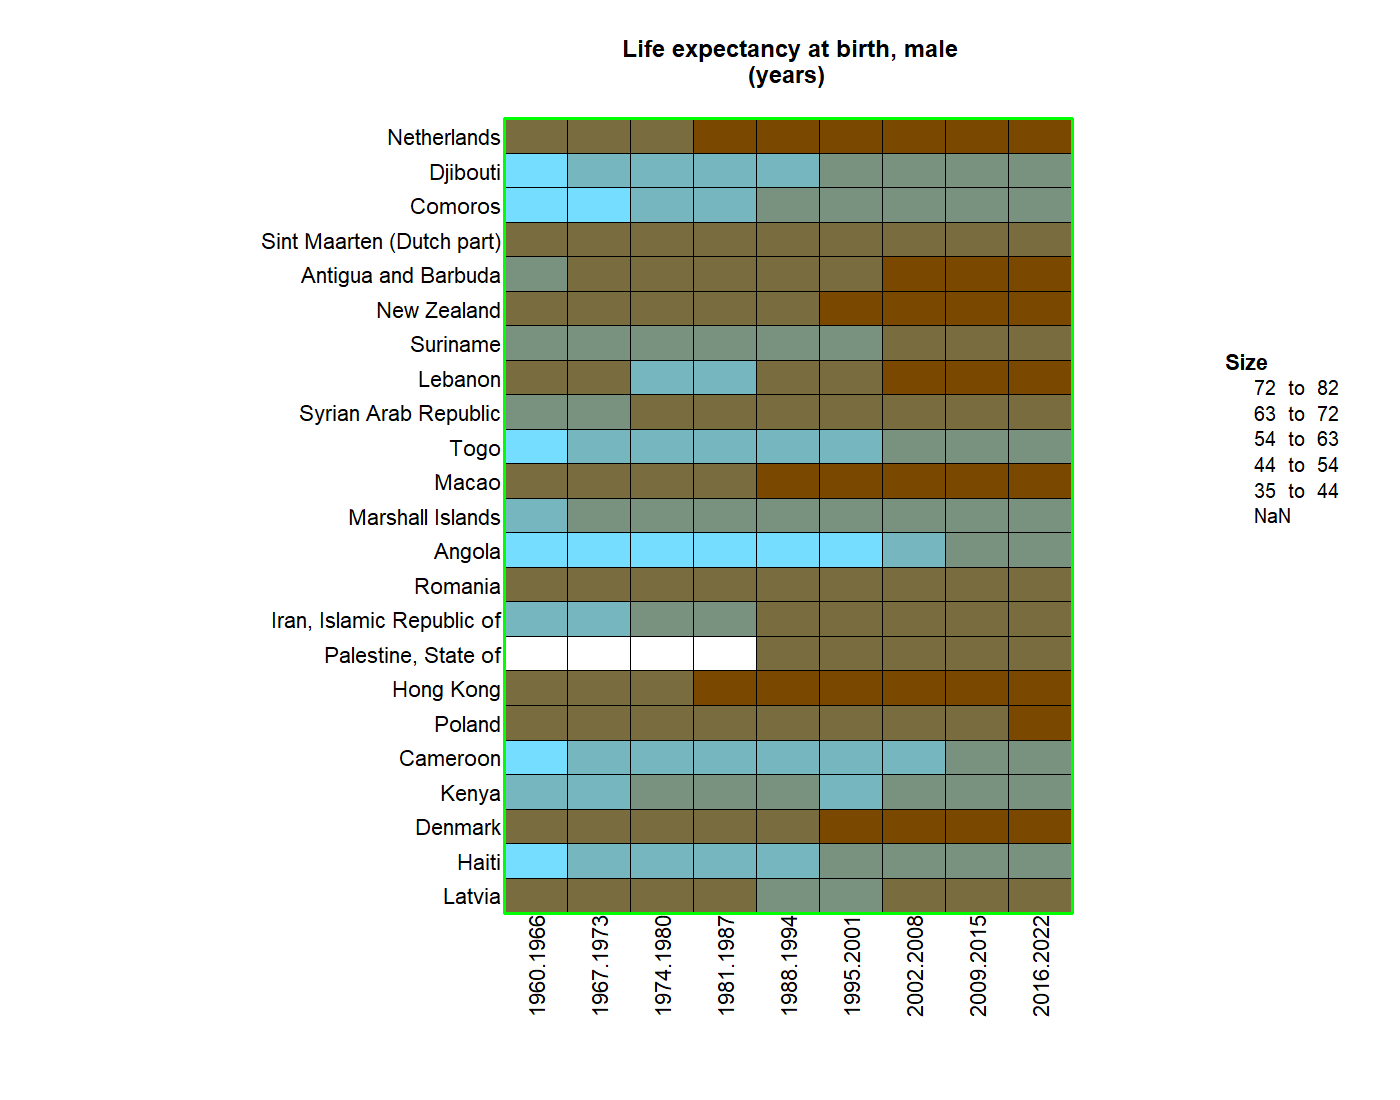 Life expectancy at birth, male
(years)
Netherlands
Djibouti
Comoros
Sint Maarten (Dutch part)
Antigua and Barbuda
New Zealand
Suriname
Lebanon
Syrian Arab Republic
Togo
Macao
Marshall Islands
Angola
Romania
Iran, Islamic Republic of
Palestine, State of
Hong Kong
Poland
Cameroon
Kenya
Denmark
Haiti
Latvia
1960.1966
1967.1973
1974.1980
1981.1987
1988.1994
1995.2001
2002.2008
2009.2015
2016.2022
Size
72 to 82
63 to 72
54 to 63
44 to 54
35 to 44
NaN